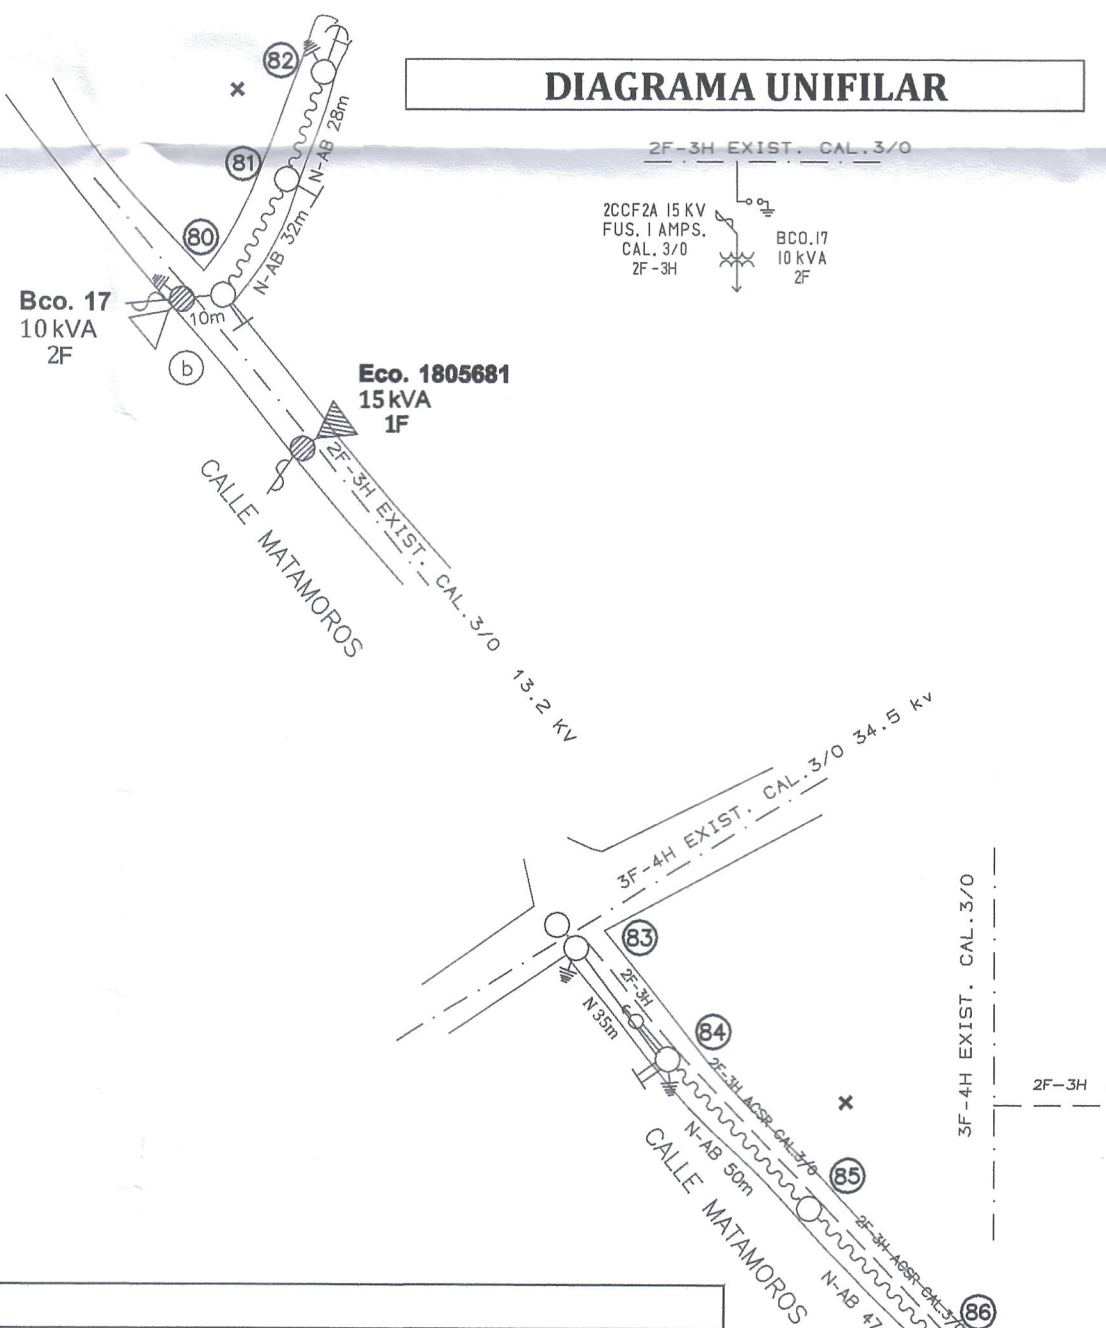 DIAGRAMA UNIFILAR
2F-3H EXIST. CAL.3/0
2CCF2A 15 KV
FUS. 1 AMPS.
CAL. 3/0
2F-3H
BCO.17
10 kVA
2F
82
x
N-AB 28m
81
N-AB 32m
80
Bco. 17
10 kVA
2F
10m
b
Eco. 1805681
15 kVA
1F
2F-3H EXIST. CAL.3/0 13.2 KV
CALLE MATAMOROS
3F-4H EXIST. CAL.3/0 34.5 kv
83
2F-3H
N 35m
84
2F-3H ACSR CAL.3/0
x
N-AB 50m
85
CALLE MATAMOROS
2F-3H ACSR CAL.3/0
N-AB 47
86
3F-4H EXIST. CAL.3/0
2F-3H